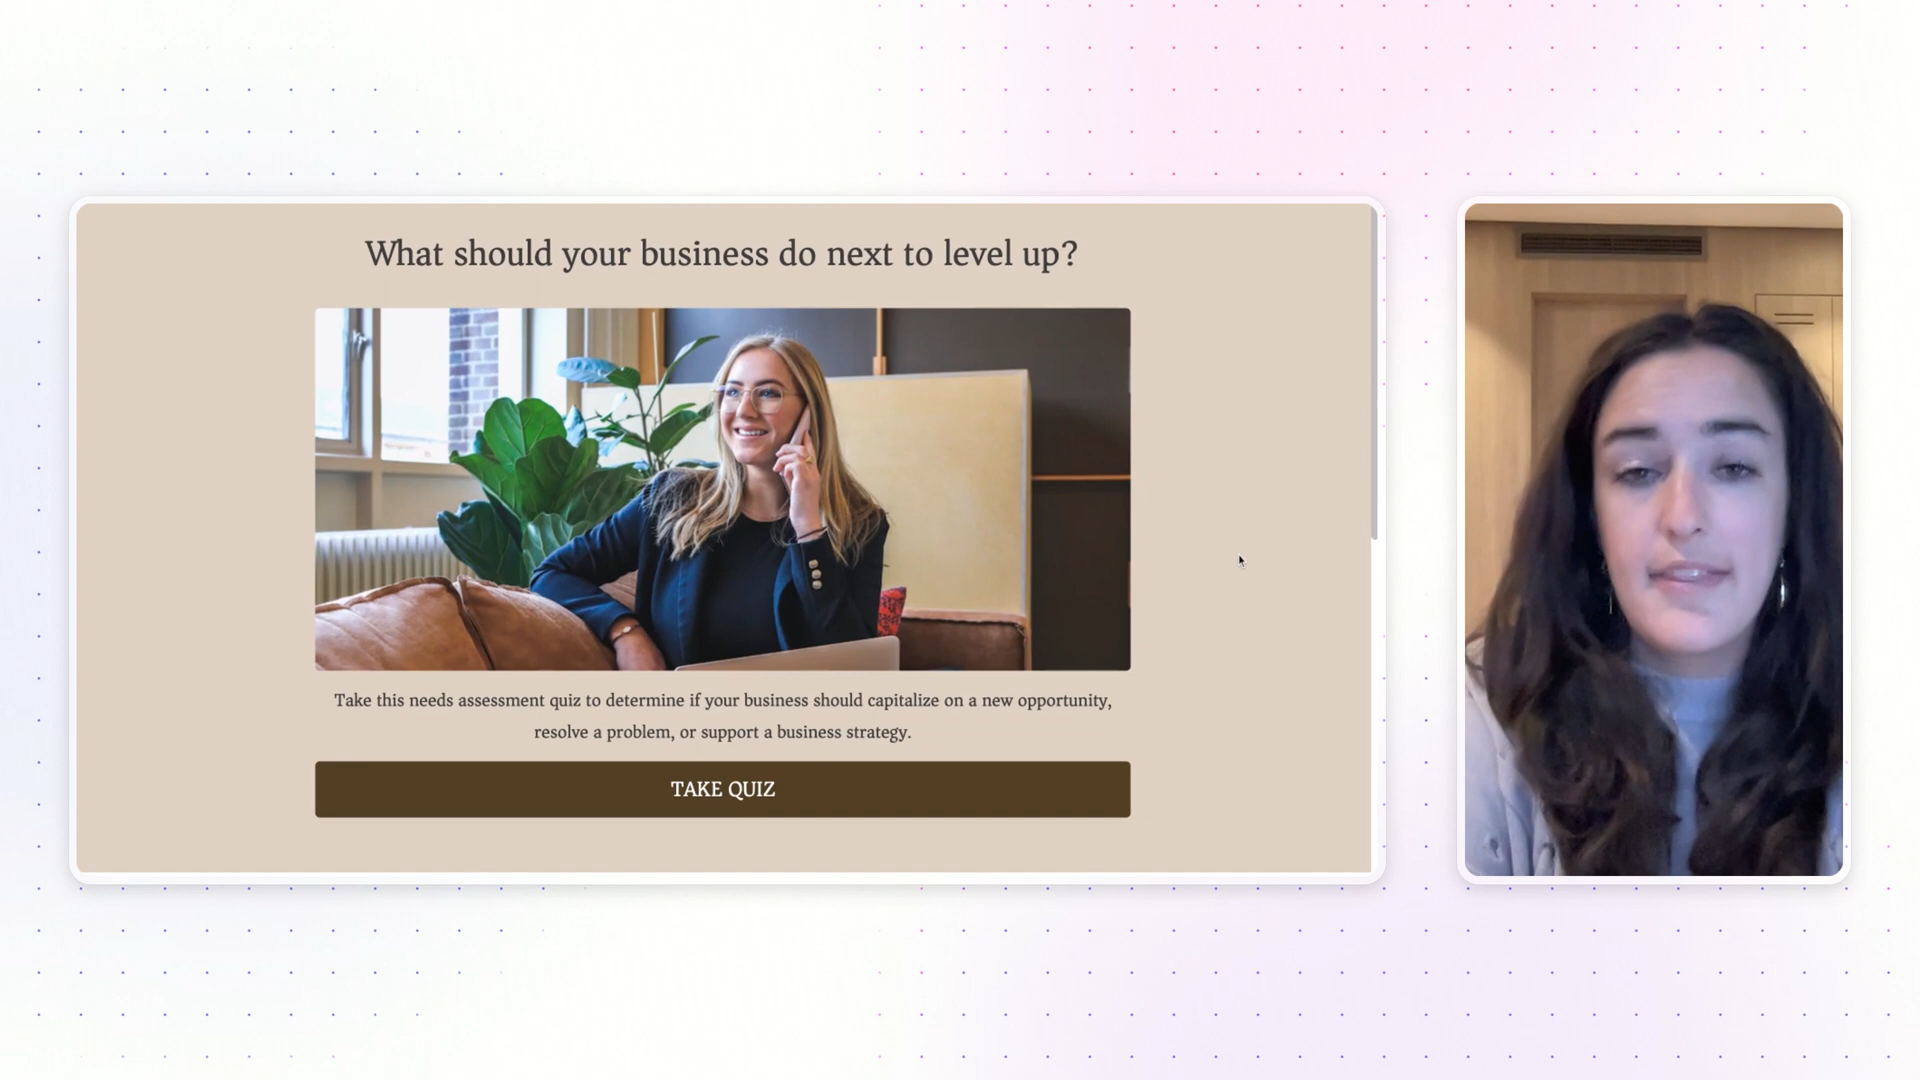 What should your business do next to level up?
Take this needs assessment quiz to determine if your business should capitalize on a new opportunity,
resolve a problem, or support a business strategy.
TAKE QUIZ